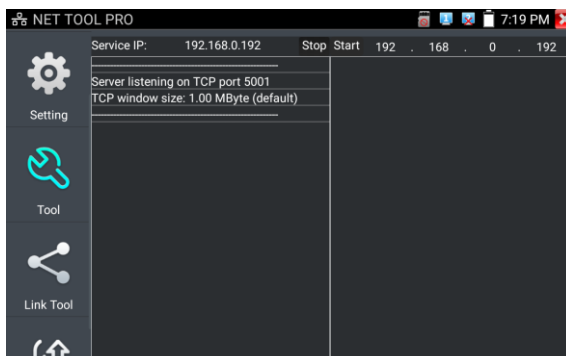 NET TOOL PRO 7:19 PM
Service IP: 192.168.0.192 Stop Start 192 . 168 . 0 . 192
Server listening on TCP port 5001
TCP window size: 1.00 MByte (default)
Setting
Tool
Link Tool